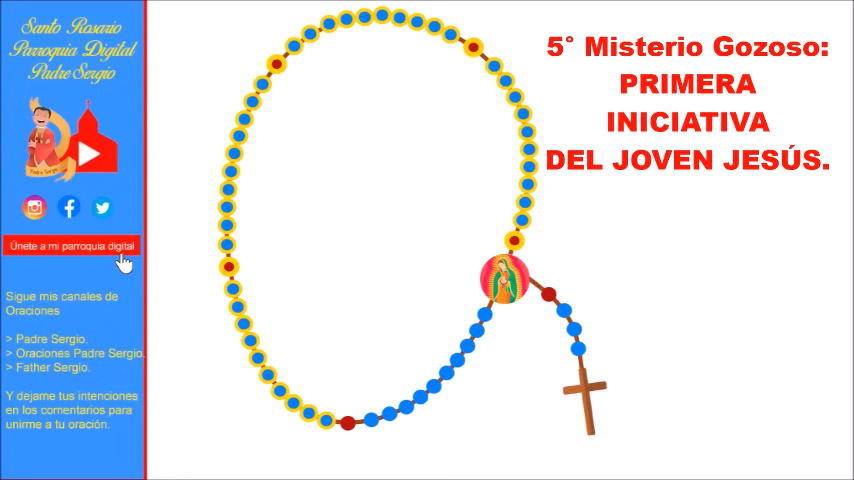 Santo Rosario
Parroquia Digital
Padre Sergio
Padre Sergio
Únete a mi parroquia digital
Sigue mis canales de
Oraciones
> Padre Sergio.
> Oraciones Padre Sergio.
> Father Sergio.
Y dejame tus intenciones
en los comentarios para
unirme a tu oración.
5° Misterio Gozoso:
PRIMERA
INICIATIVA
DEL JOVEN JESÚS.